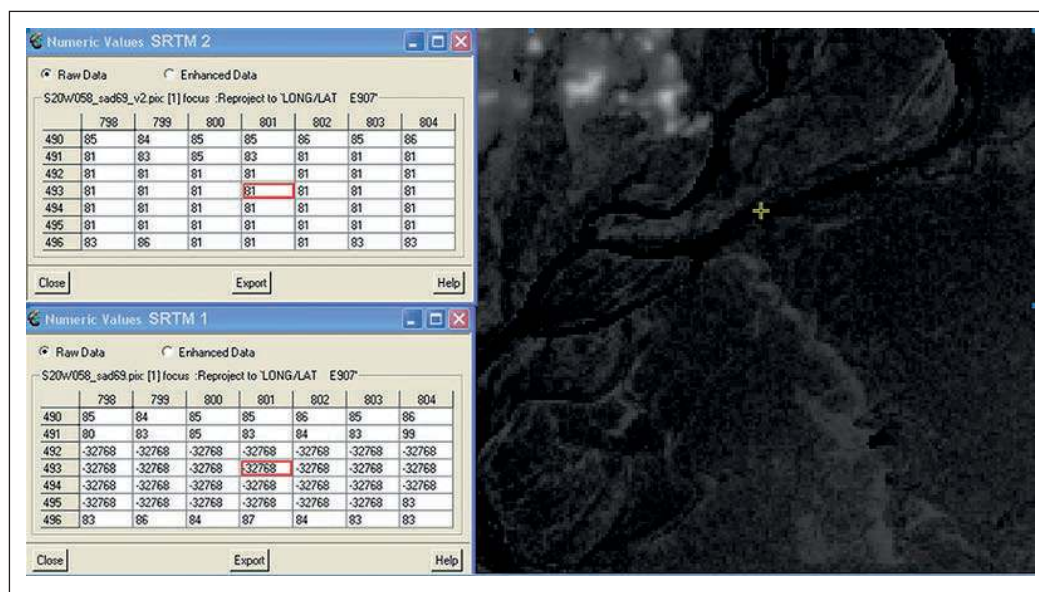 Numeric Values SRTM 2
Raw Data Enhanced Data
S20W058_sad69_v2.pix [1] focus :Reproject to 'LONG/LAT E907'
798 799 800 801 802 803 804
490 85 84 85 85 86 85 86
491 81 83 85 83 81 81 81
492 81 81 81 81 81 81 81
493 81 81 81 81 81 81 81
494 81 81 81 81 81 81 81
495 81 81 81 81 81 81 81
496 83 86 81 81 81 83 83
Close Export Help
Numeric Values SRTM 1
Raw Data Enhanced Data
S20W058_sad69.pix [1] focus :Reproject to 'LONG/LAT E907'
798 799 800 801 802 803 804
490 85 84 85 85 86 85 86
491 80 83 85 83 84 83 99
492 -32768 -32768 -32768 -32768 -32768 -32768 -32768
493 -32768 -32768 -32768 -32768 -32768 -32768 -32768
494 -32768 -32768 -32768 -32768 -32768 -32768 -32768
495 -32768 -32768 -32768 -32768 -32768 -32768 83
496 83 86 84 87 84 83 83
Close Export Help